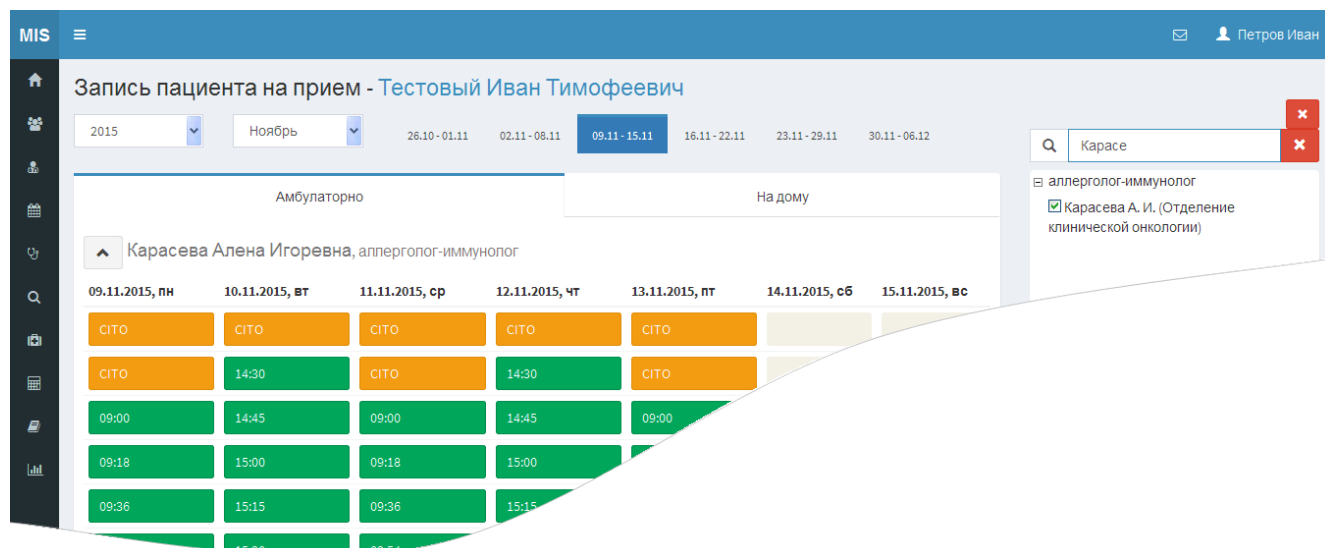 MIS Петров Иван
Запись пациента на прием - Тестовый Иван Тимофеевич
2015 Ноябрь 26.10 - 01.11 02.11 - 08.11 09.11 - 15.11 16.11 - 22.11 23.11 - 29.11 30.11 - 06.12
Карасе
Амбулаторно На дому
аллерголог-иммунолог
Карасева А. И. (Отделение
клинической онкологии)
Карасева Алена Игоревна, аллерголог-иммунолог
09.11.2015, пн 10.11.2015, вт 11.11.2015, ср 12.11.2015, чт 13.11.2015, пт 14.11.2015, сб 15.11.2015, вс
CITO CITO CITO CITO CITO
CITO 14:30 CITO 14:30 CITO
09:00 14:45 09:00 14:45 09:00
09:18 15:00 09:18 15:00
09:36 15:15 09:36 15:15